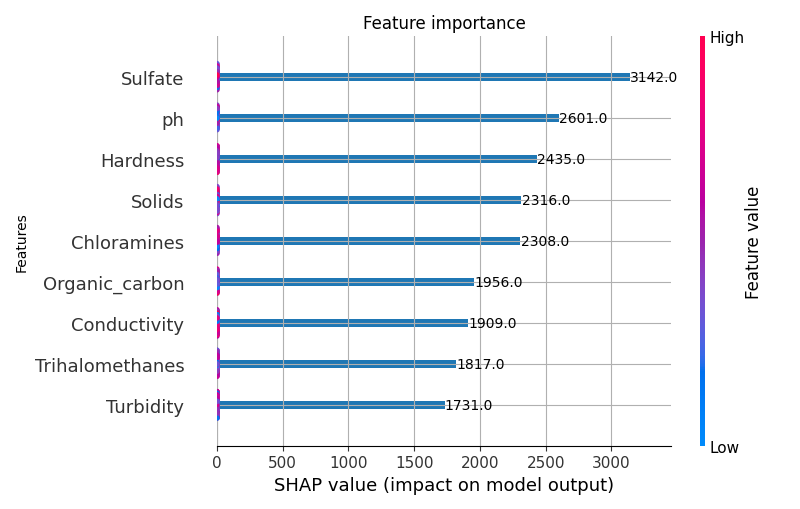 Feature importance
High
Sulfate 3142.0
ph 2601.0
Hardness 2435.0
Solids 2316.0
Chloramines 2308.0
Organic_carbon 1956.0
Conductivity 1909.0
Trihalomethanes 1817.0
Turbidity 1731.0
Features
Feature value
Low
0 500 1000 1500 2000 2500 3000
SHAP value (impact on model output)